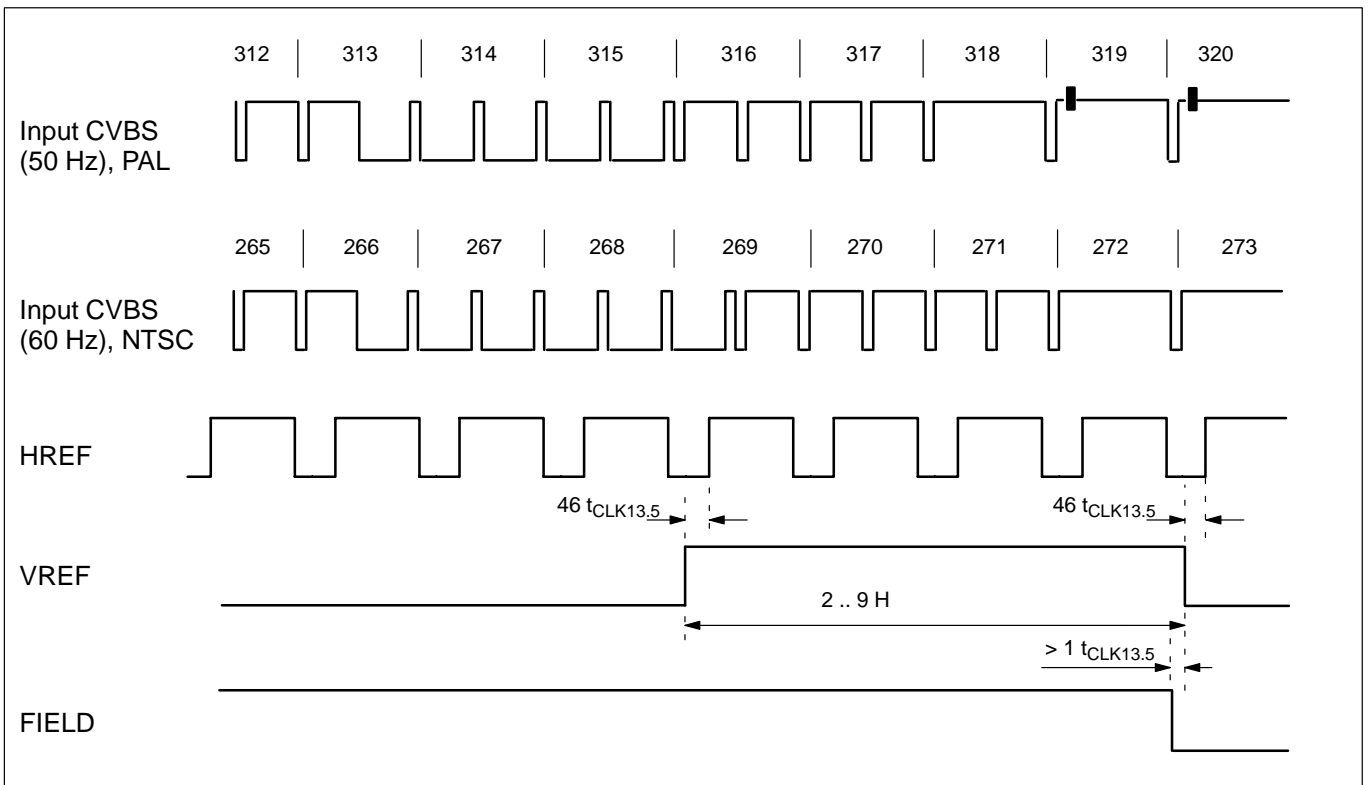 312 313 314 315 316 317 318 319 320
Input CVBS
(50 Hz), PAL
265 266 267 268 269 270 271 272 273
Input CVBS
(60 Hz), NTSC
HREF
46 tCLK13.5 46 tCLK13.5
VREF
2 .. 9 H
> 1 tCLK13.5
FIELD